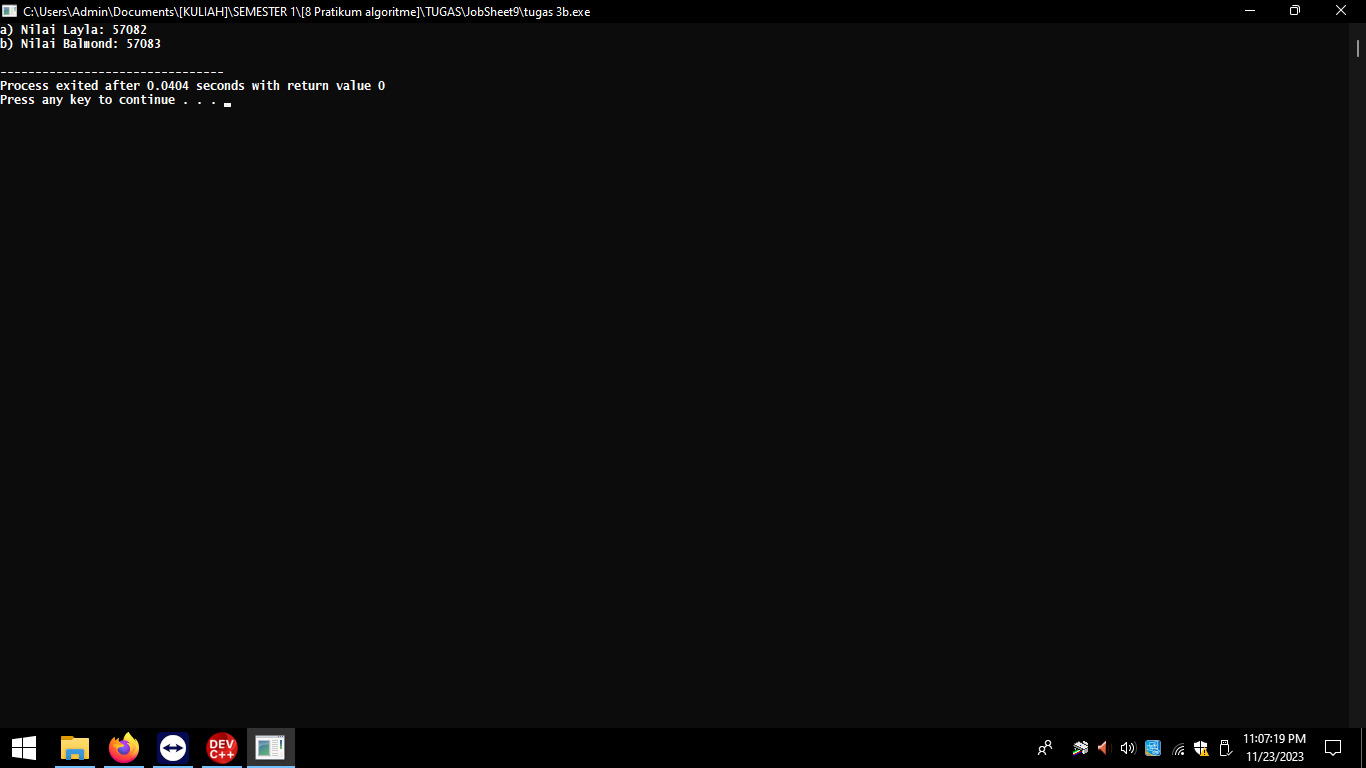 C:\Users\Admin\Documents\[KULIAH]\SEMESTER 1\[8 Pratikum algoritme]\TUGAS\JobSheet9\tugas 3b.exe
a) Nilai Layla: 57082
b) Nilai Balmond: 57083
--------------------------------
Process exited after 0.0404 seconds with return value 0
Press any key to continue . . .
DEV
C++
11:07:19 PM
11/23/2023